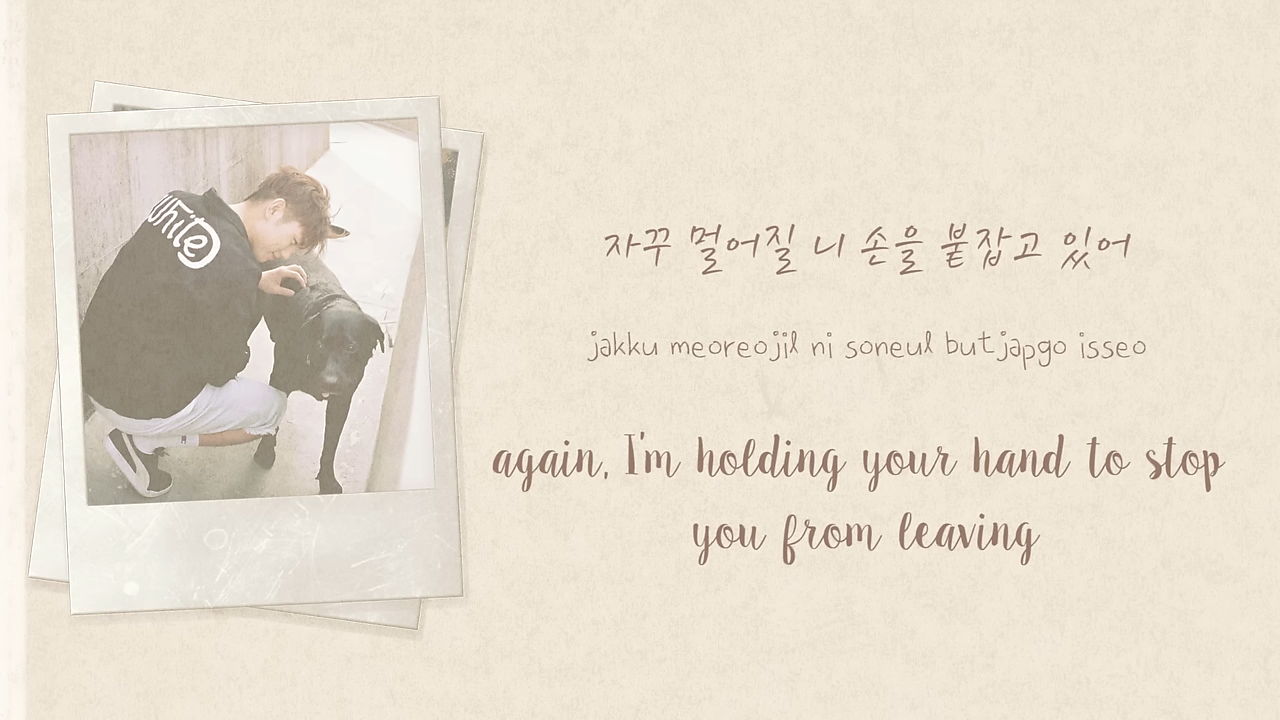 White
자꾸 멀어질 니 손을 붙잡고 있어
jakku meoreojil ni soneul butjapgo isseo
again, I'm holding your hand to stop
you from leaving